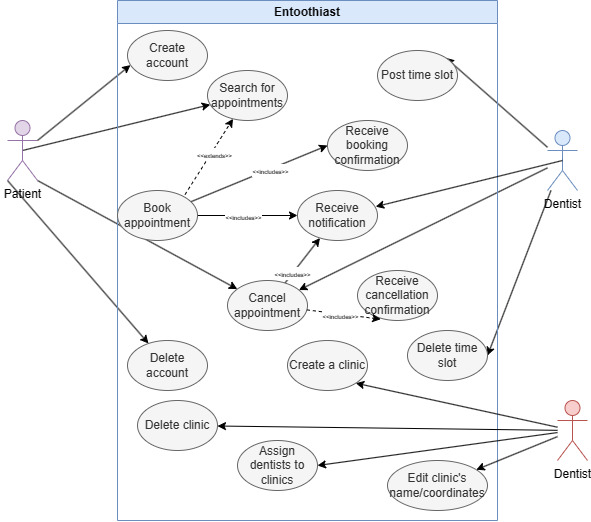 Entoothiast
Create
account
Post time slot
Search for
appointments
Receive
booking
confirmation
<<extends>>
<<includes>>
Patient
Dentist
Book
appointment
<<includes>>
Receive
notification
<<includes>>
Receive
cancellation
confirmation
Cancel
appointment
<<includes>>
Delete time
slot
Delete
account
Create a clinic
Delete clinic
Assign
dentists to
clinics
Dentist
Edit clinic's
name/coordinates